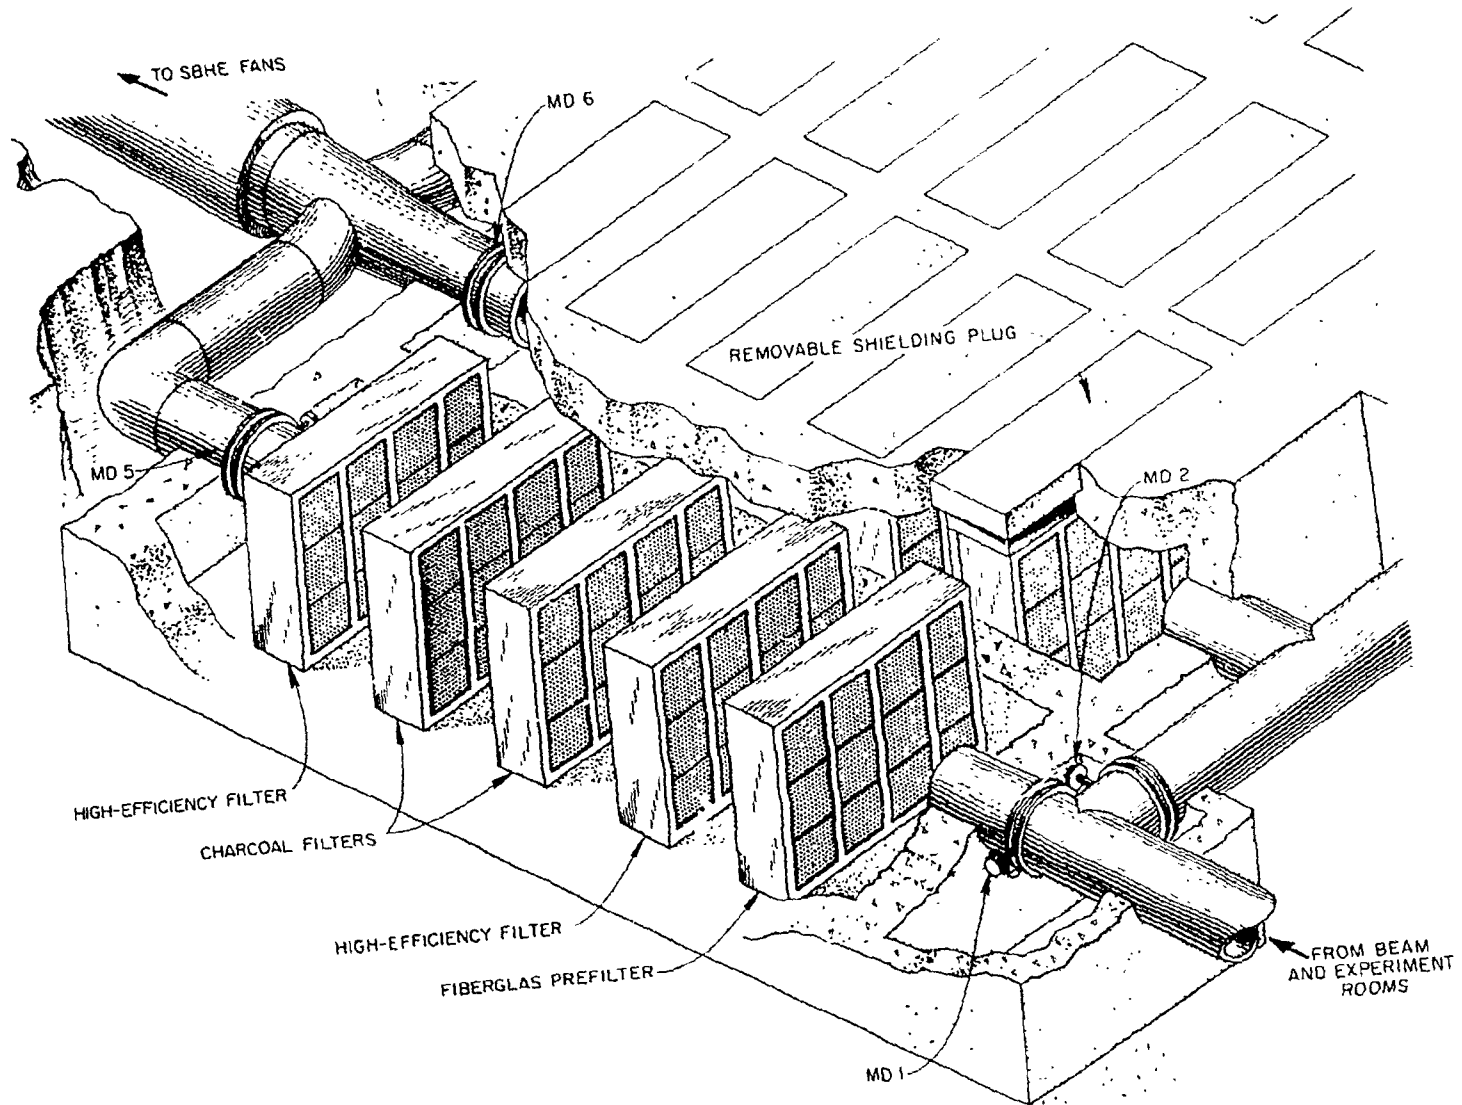 TO SBHE FANS
MD 6
REMOVABLE SHIELDING PLUG
MD 5
MD 2
HIGH-EFFICIENCY FILTER
CHARCOAL FILTERS
HIGH-EFFICIENCY FILTER
FIBERGLAS PREFILTER
FROM BEAM
AND EXPERIMENT
ROOMS
MD 1